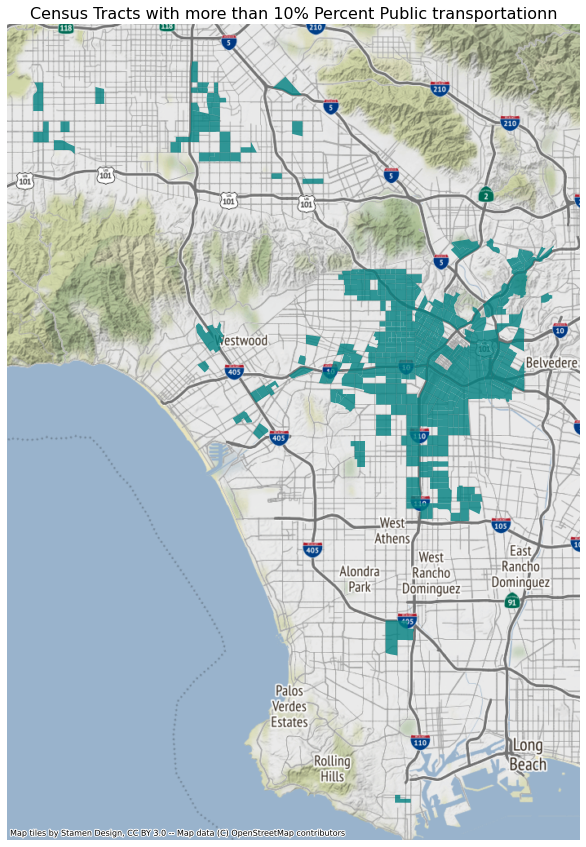 Census Tracts with more than 10% Percent Public transportationn
118
118
210
5
210
5
210
5
2
101
101
101
101
5
10
Westwood
10
10
101
Belvedere
405
405
110
110
West
Athens
105
10
405
West
Rancho
Dominguez
East
Rancho
Dominguez
Alondra
Park
91
405
Palos
Verdes
Estates
110
Long
Beach
Rolling
Hills
Map tiles by Stamen Design, CC BY 3.0 -- Map data (C) OpenStreetMap contributors